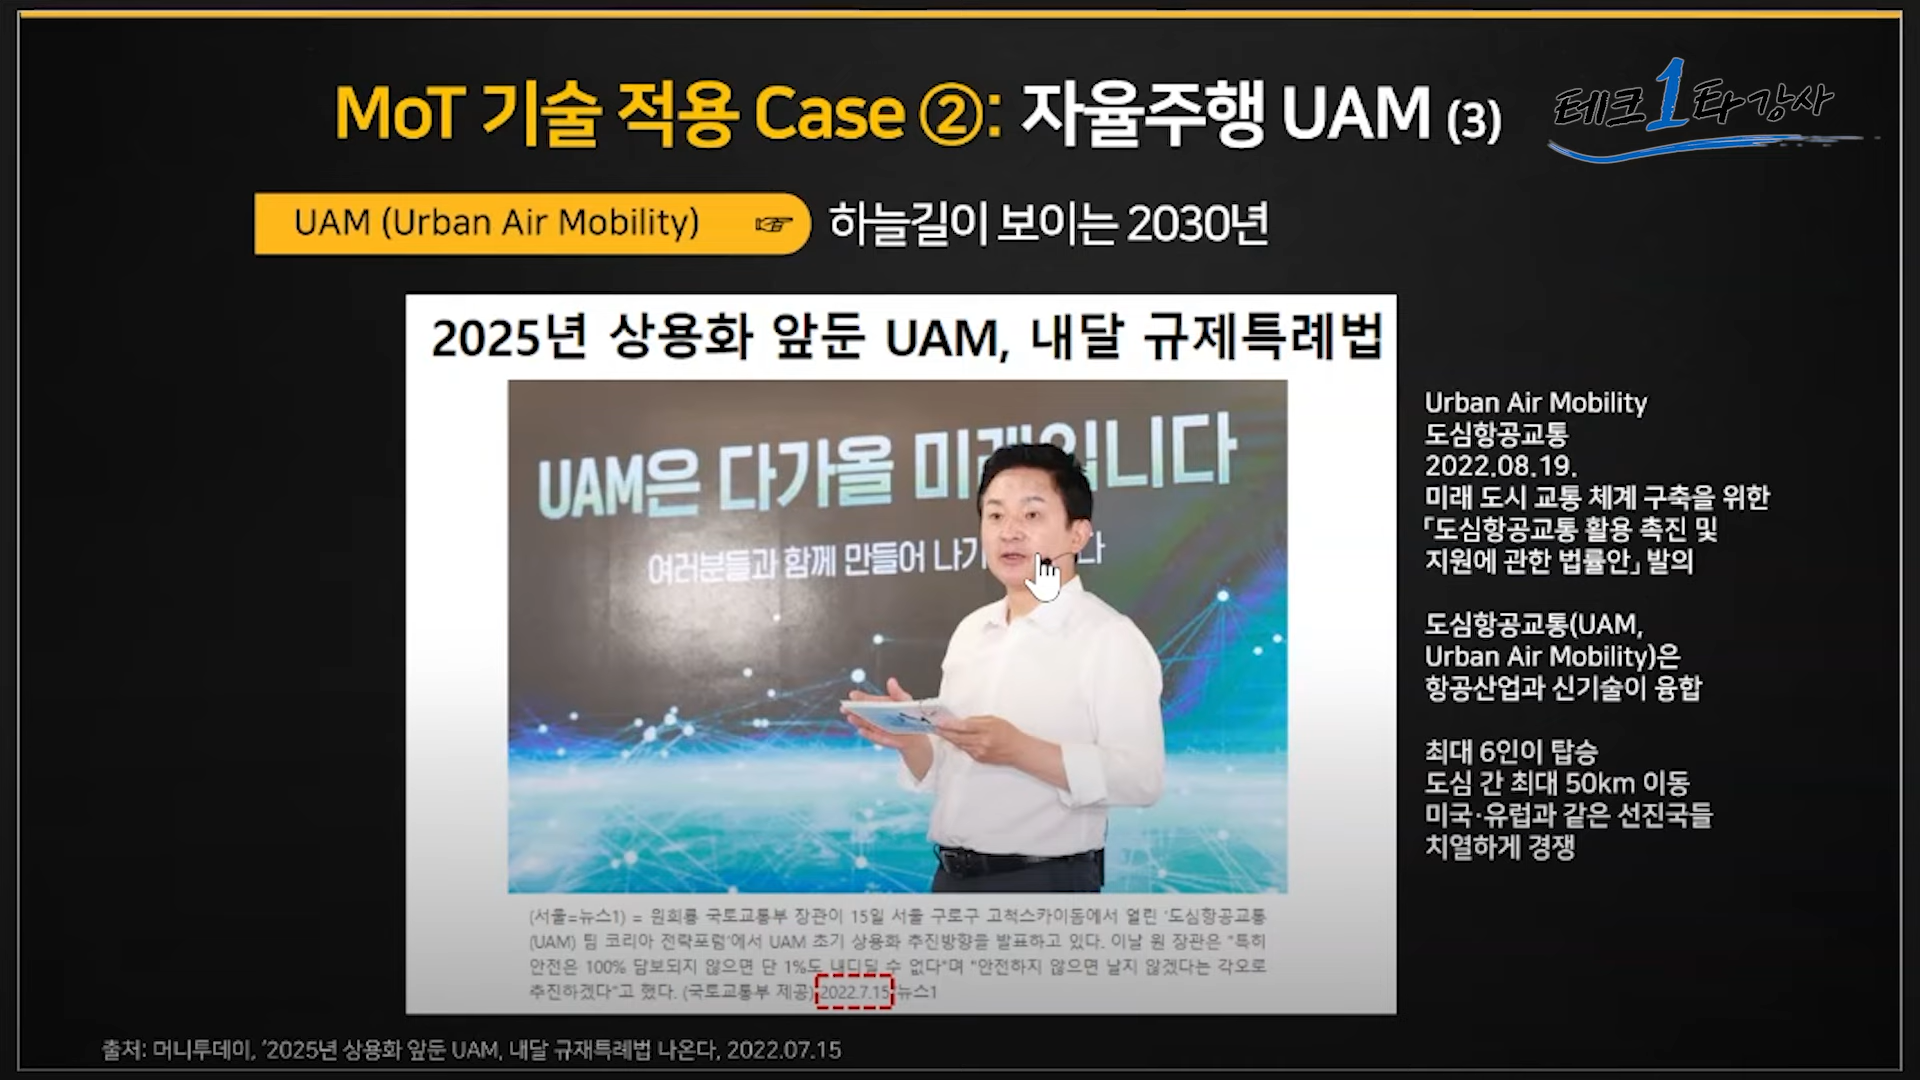 MoT 기술 적용 Case ②: 자율주행 UAM (3)
테크1타강사
UAM (Urban Air Mobility) ☞ 하늘길이 보이는 2030년
2025년 상용화 앞둔 UAM, 내달 규제특례법
UAM은 다가올 미래입니다
여러분들과 함께 만들어 나가 다
(서울=뉴스1) = 원희룡 국토교통부 장관이 15일 서울 구로구 고척스카이돔에서 열린 '도심항공교통
(UAM) 팀 코리아 전략포럼'에서 UAM 초기 상용화 추진방향을 발표하고 있다. 이날 원 장관은 "특히
안전은 100% 담보되지 않으면 단 1%도 내디딜 수 없다"며 "안전하지 않으면 날지 않겠다는 각오로
추진하겠다"고 했다. (국토교통부 제공) 2022.7.15/뉴스1
Urban Air Mobility
도심항공교통
2022.08.19.
미래 도시 교통 체계 구축을 위한
「도심항공교통 활용 촉진 및
지원에 관한 법률안」 발의
도심항공교통(UAM,
Urban Air Mobility)은
항공산업과 신기술이 융합
최대 6인이 탑승
도심 간 최대 50km 이동
미국·유럽과 같은 선진국들
치열하게 경쟁
출처: 머니투데이, '2025년 상용화 앞둔 UAM, 내달 규재특례법 나온다, 2022.07.15